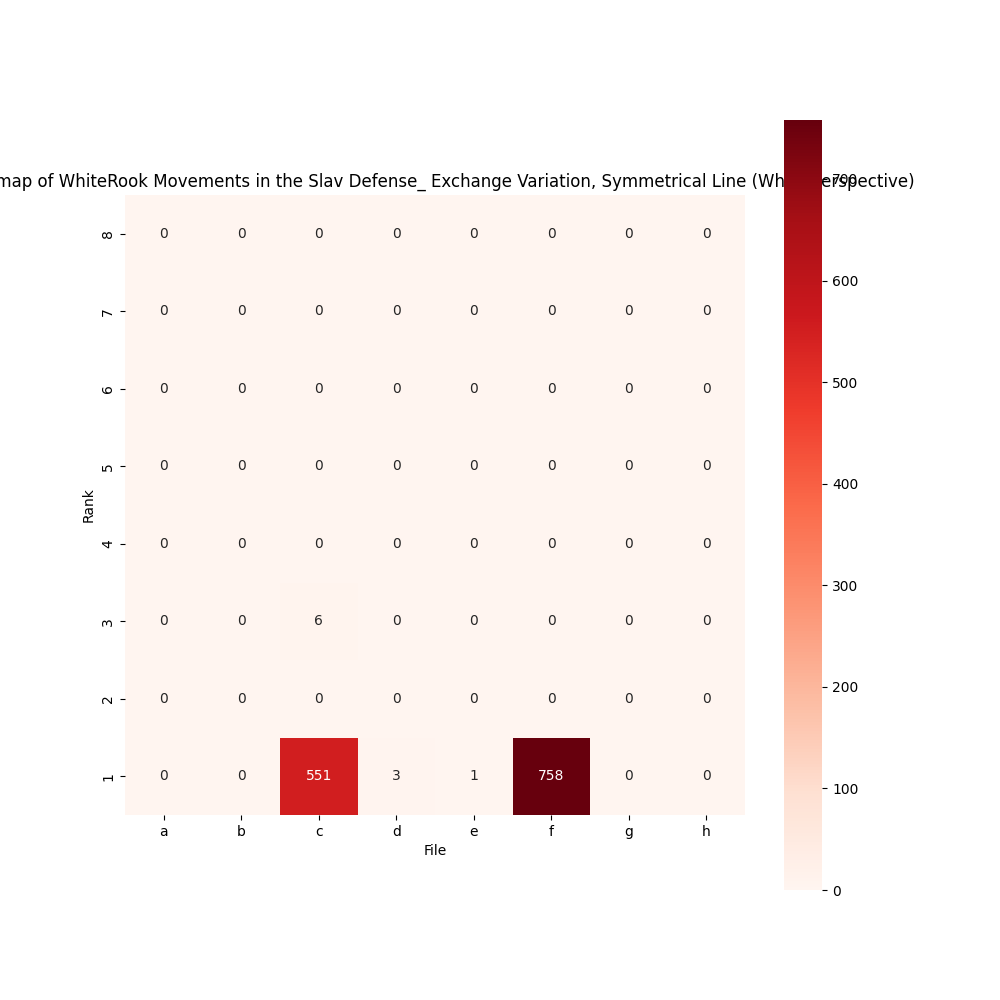 map of WhiteRook Movements in the Slav Defense_ Exchange Variation, Symmetrical Line (Wh erspective)
8 0 0 0 0 0 0 0 0
7 0 0 0 0 0 0 0 0
6 0 0 0 0 0 0 0 0
5 0 0 0 0 0 0 0 0
4 0 0 0 0 0 0 0 0
3 0 0 6 0 0 0 0 0
2 0 0 0 0 0 0 0 0
1 0 0 551 3 1 758 0 0
a b c d e f g h
File
Rank
700
600
500
400
300
200
100
0